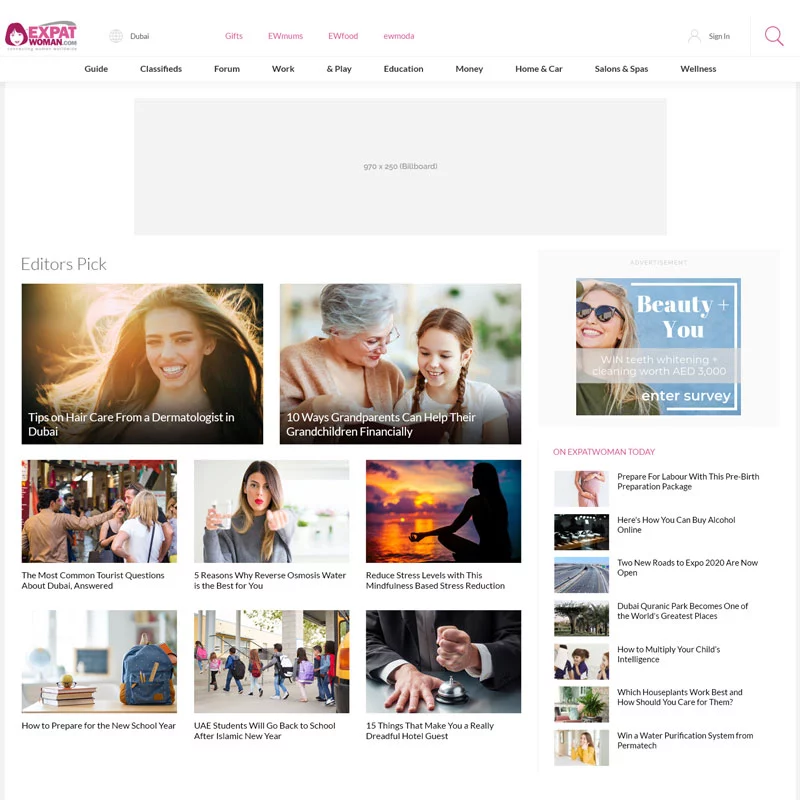 EXPAT
WOMAN.COM
connecting women worldwide
Dubai
Gifts
EWmums
EWfood
ewmoda
Sign In
Guide
Classifieds
Forum
Work
& Play
Education
Money
Home & Car
Salons & Spas
Wellness
970 x 250 (Billboard)
Editors Pick
Tips on Hair Care From a Dermatologist in
Dubai
10 Ways Grandparents Can Help Their
Grandchildren Financially
The Most Common Tourist Questions
About Dubai, Answered
5 Reasons Why Reverse Osmosis Water
is the Best for You
Reduce Stress Levels with This
Mindfulness Based Stress Reduction
How to Prepare for the New School Year
UAE Students Will Go Back to School
After Islamic New Year
15 Things That Make You a Really
Dreadful Hotel Guest
ADVERTISEMENT
Beauty +
You
WIN teeth whitening +
cleaning worth AED 3,000
enter survey
ON EXPATWOMAN TODAY
Prepare For Labour With This Pre-Birth
Preparation Package
Here's How You Can Buy Alcohol
Online
Two New Roads to Expo 2020 Are Now
Open
Dubai Quranic Park Becomes One of
the World's Greatest Places
How to Multiply Your Child's
Intelligence
Which Houseplants Work Best and
How Should You Care for Them?
Win a Water Purification System from
Permatech